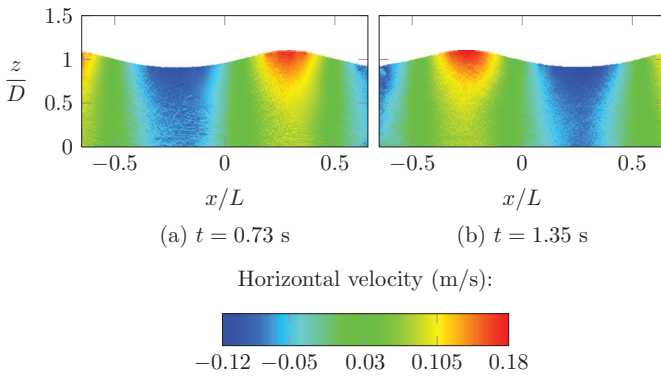 1.5
1
0.5
0
z
D
−0.5 0 0.5 −0.5 0 0.5
x/L x/L
(a) t = 0.73 s (b) t = 1.35 s
Horizontal velocity (m/s):
−0.12 −0.05 0.03 0.105 0.18